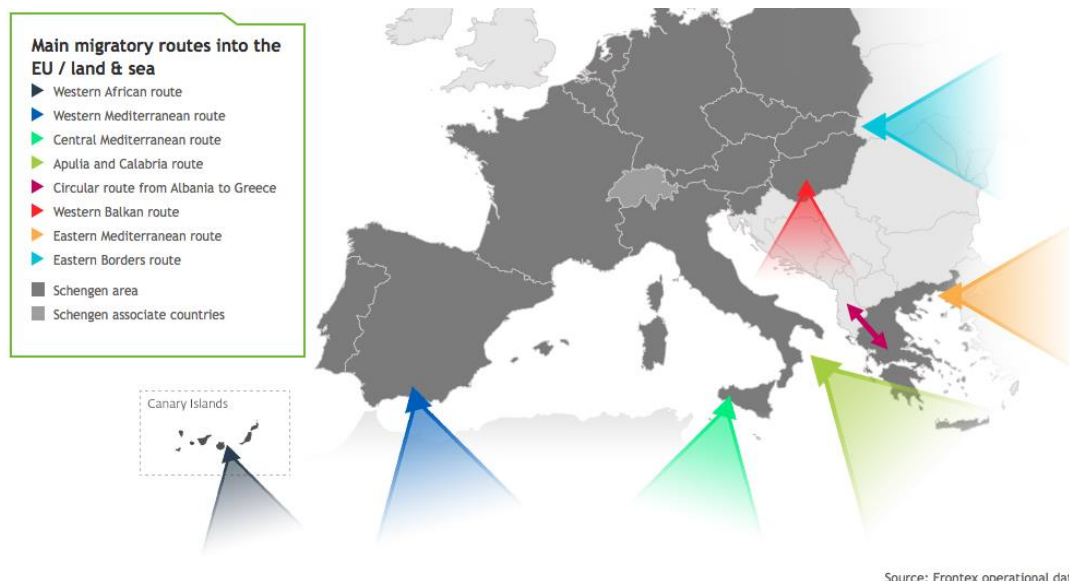 Main migratory routes into the
EU / land & sea
Western African route
Western Mediterranean route
Central Mediterranean route
Apulia and Calabria route
Circular route from Albania to Greece
Western Balkan route
Eastern Mediterranean route
Eastern Borders route
Schengen area
Schengen associate countries
Canary Islands
Source: Frontex operational dat